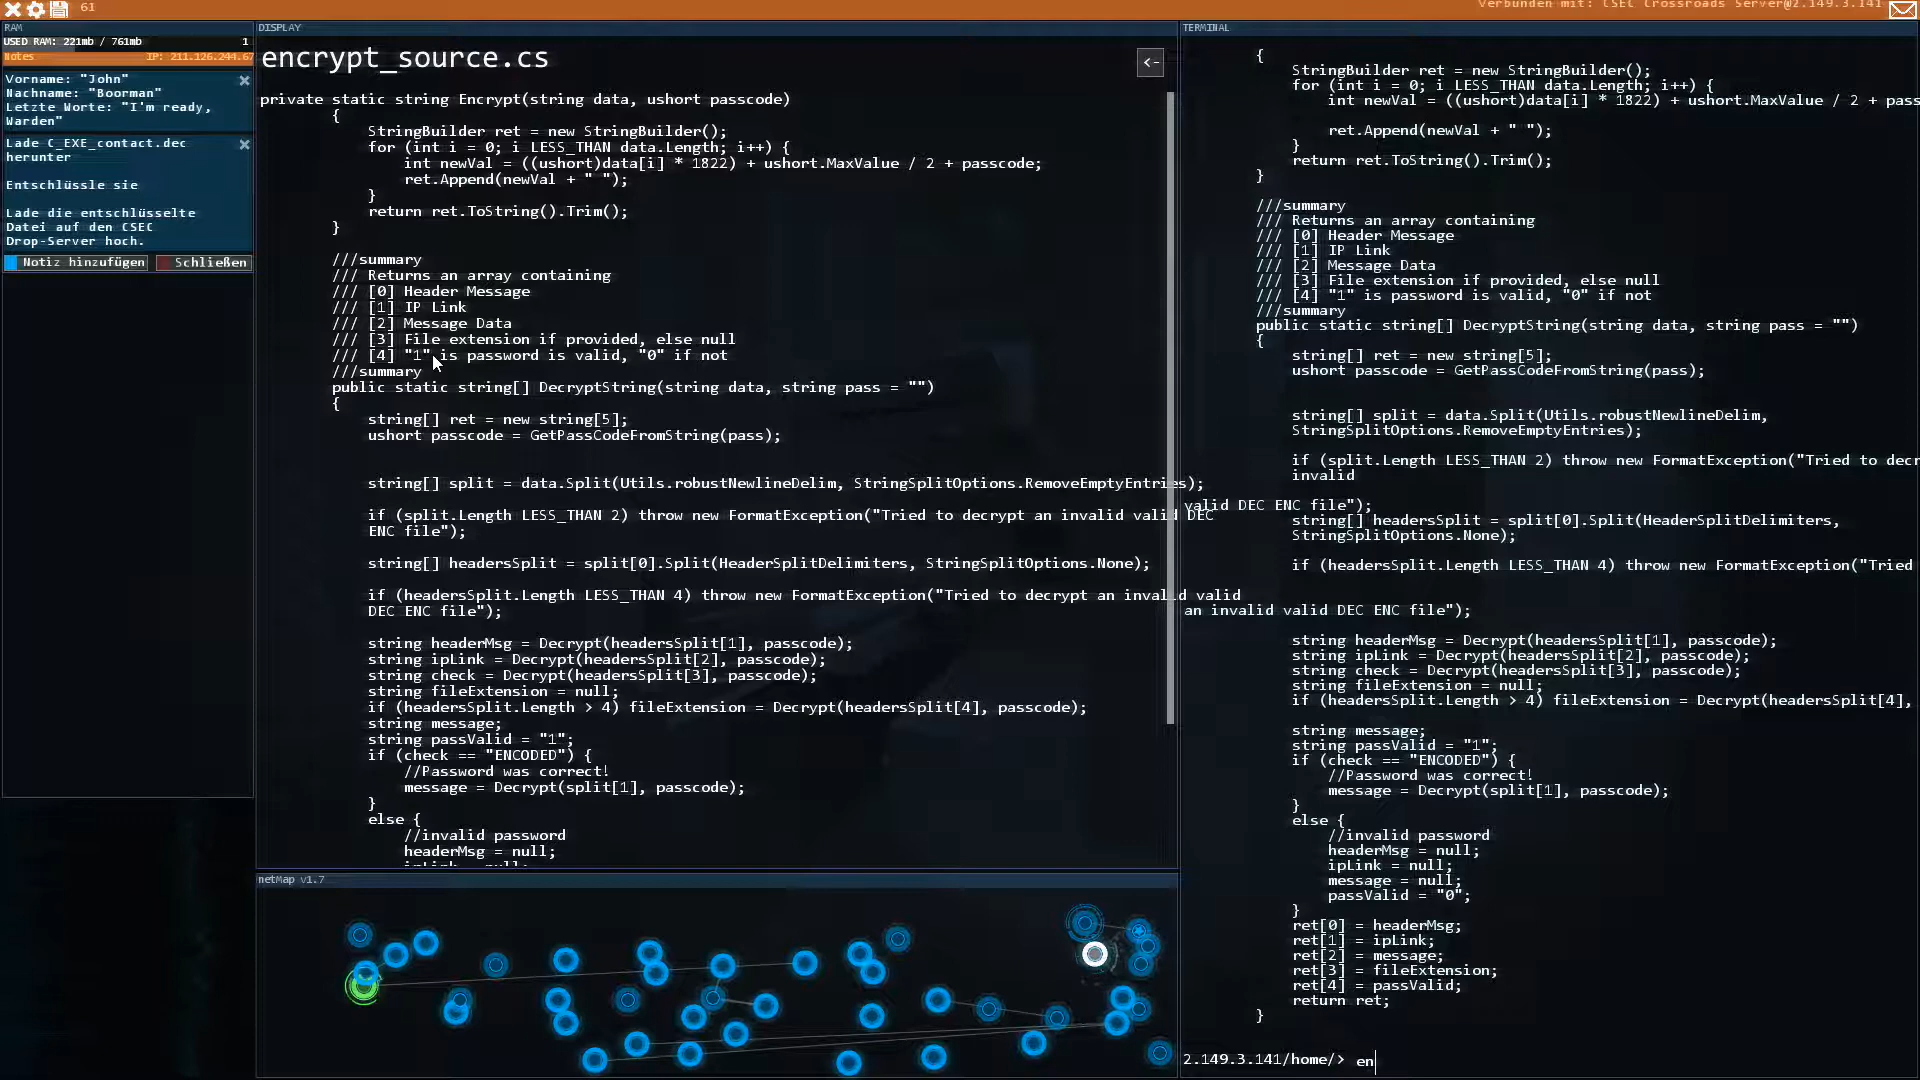 61
Verbunden mit: CSEC Crossroads Server@2.149.3.141
RAM
USED RAM: 221mb / 761mb 1
Notes IP: 211.126.244.67
Vorname: "John"
Nachname: "Boorman"
Letzte Worte: "I'm ready,
Warden"
Lade C_EXE_contact.dec
herunter
Entschlüssle sie
Lade die entschlüsselte
Datei auf den CSEC
Drop-Server hoch.
Notiz hinzufügen Schließen
DISPLAY
encrypt_source.cs
<-
private static string Encrypt(string data, ushort passcode)
{
StringBuilder ret = new StringBuilder();
for (int i = 0; i LESS_THAN data.Length; i++) {
int newVal = ((ushort)data[i] * 1822) + ushort.MaxValue / 2 + passcode;
ret.Append(newVal + " ");
}
return ret.ToString().Trim();
}
///summary
/// Returns an array containing
/// [0] Header Message
/// [1] IP Link
/// [2] Message Data
/// [3] File extension if provided, else null
/// [4] "1" is password is valid, "0" if not
///summary
public static string[] DecryptString(string data, string pass = "")
{
string[] ret = new string[5];
ushort passcode = GetPassCodeFromString(pass);
string[] split = data.Split(Utils.robustNewlineDelim, StringSplitOptions.RemoveEmptyEntries);
if (split.Length LESS_THAN 2) throw new FormatException("Tried to decrypt an invalid valid DEC
ENC file");
string[] headersSplit = split[0].Split(HeaderSplitDelimiters, StringSplitOptions.None);
if (headersSplit.Length LESS_THAN 4) throw new FormatException("Tried to decrypt an invalid valid
DEC ENC file");
string headerMsg = Decrypt(headersSplit[1], passcode);
string ipLink = Decrypt(headersSplit[2], passcode);
string check = Decrypt(headersSplit[3], passcode);
string fileExtension = null;
if (headersSplit.Length > 4) fileExtension = Decrypt(headersSplit[4], passcode);
string message;
string passValid = "1";
if (check == "ENCODED") {
//Password was correct!
message = Decrypt(split[1], passcode);
}
else {
//invalid password
headerMsg = null;
netMap v1.7
TERMINAL
{
StringBuilder ret = new StringBuilder();
for (int i = 0; i LESS_THAN data.Length; i++) {
int newVal = ((ushort)data[i] * 1822) + ushort.MaxValue / 2 + pass
ret.Append(newVal + " ");
}
return ret.ToString().Trim();
}
///summary
/// Returns an array containing
/// [0] Header Message
/// [1] IP Link
/// [2] Message Data
/// [3] File extension if provided, else null
/// [4] "1" is password is valid, "0" if not
///summary
public static string[] DecryptString(string data, string pass = "")
{
string[] ret = new string[5];
ushort passcode = GetPassCodeFromString(pass);
string[] split = data.Split(Utils.robustNewlineDelim,
StringSplitOptions.RemoveEmptyEntries);
if (split.Length LESS_THAN 2) throw new FormatException("Tried to decr
invalid
valid DEC ENC file");
string[] headersSplit = split[0].Split(HeaderSplitDelimiters,
StringSplitOptions.None);
if (headersSplit.Length LESS_THAN 4) throw new FormatException("Tried
an invalid valid DEC ENC file");
string headerMsg = Decrypt(headersSplit[1], passcode);
string ipLink = Decrypt(headersSplit[2], passcode);
string check = Decrypt(headersSplit[3], passcode);
string fileExtension = null;
if (headersSplit.Length > 4) fileExtension = Decrypt(headersSplit[4],
string message;
string passValid = "1";
if (check == "ENCODED") {
//Password was correct!
message = Decrypt(split[1], passcode);
}
else {
//invalid password
headerMsg = null;
ipLink = null;
message = null;
passValid = "0";
}
ret[0] = headerMsg;
ret[1] = ipLink;
ret[2] = message;
ret[3] = fileExtension;
ret[4] = passValid;
return ret;
}
2.149.3.141/home/> en